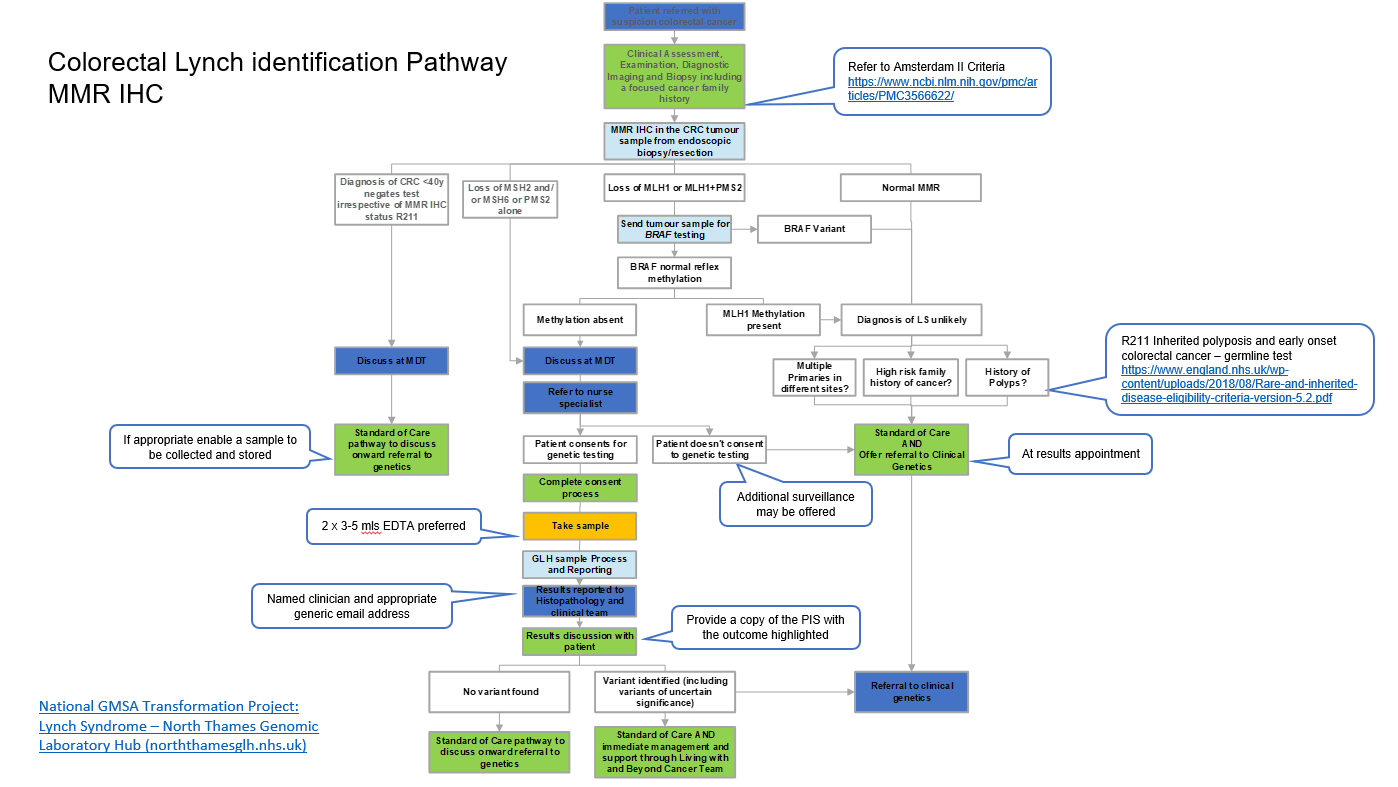 Colorectal Lynch identification Pathway
MMR IHC
Patient referred with
suspicion colorectal cancer
Clinical Assessment,
Examination, Diagnostic
Imaging and Biopsy including
a focused cancer family
history
Refer to Amsterdam II Criteria
https://www.ncbi.nlm.nih.gov/pmc/ar
ticles/PMC3566622/
MMR IHC in the CRC tumour
sample from endoscopic
biopsy/resection
Diagnosis of CRC <40y
negates test
irrespective of MMR IHC
status R211
Loss of MSH2 and/
or MSH6 or PMS2
alone
Loss of MLH1 or MLH1+PMS2
Normal MMR
Send tumour sample for
BRAF testing
BRAF Variant
BRAF normal reflex
methylation
Methylation absent
MLH1 Methylation
present
Diagnosis of LS unlikely
Discuss at MDT
Discuss at MDT
Multiple
Primaries in
different sites?
High risk family
history of cancer?
History of
Polyps?
R211 Inherited polyposis and early onset
colorectal cancer – germline test
https://www.england.nhs.uk/wp-
content/uploads/2018/08/Rare-and-inherited-
disease-eligibility-criteria-version-5.2.pdf
Refer to nurse
specialist
If appropriate enable a sample to
be collected and stored
Standard of Care
pathway to discuss
onward referral to
genetics
Patient consents for
genetic testing
Patient doesn't consent
to genetic testing
Standard of Care
AND
Offer referral to Clinical
Genetics
At results appointment
Complete consent
process
Additional surveillance
may be offered
2 x 3-5 mls EDTA preferred
Take sample
GLH sample Process
and Reporting
Named clinician and appropriate
generic email address
Results reported to
Histopathology and
clinical team
Provide a copy of the PIS with
the outcome highlighted
Results discussion with
patient
No variant found
Variant identified (including
variants of uncertain
significance)
Referral to clinical
genetics
National GMSA Transformation Project:
Lynch Syndrome – North Thames Genomic
Laboratory Hub (norththamesglh.nhs.uk)
Standard of Care pathway to
discuss onward referral to
genetics
Standard of Care AND
immediate management and
support through Living with
and Beyond Cancer Team